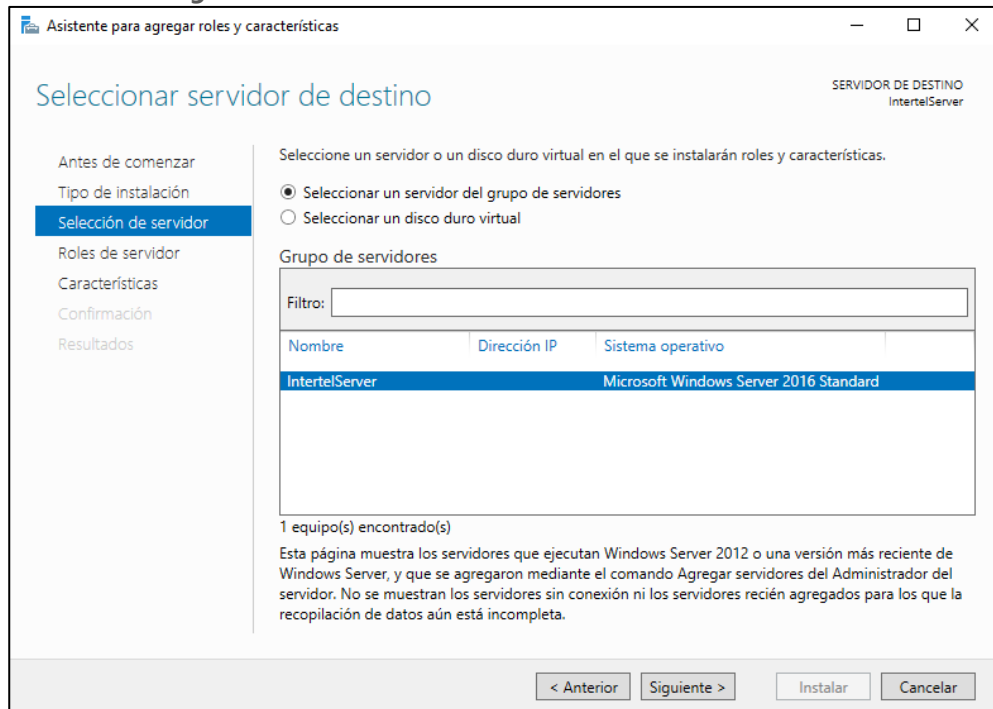 Asistente para agregar roles y características
Seleccionar servidor de destino
SERVIDOR DE DESTINO
IntertelServer
Antes de comenzar
Tipo de instalación
Selección de servidor
Roles de servidor
Características
Confirmación
Resultados
Seleccione un servidor o un disco duro virtual en el que se instalarán roles y características.
Seleccionar un servidor del grupo de servidores
Seleccionar un disco duro virtual
Grupo de servidores
Filtro:
Nombre Dirección IP Sistema operativo
IntertelServer Microsoft Windows Server 2016 Standard
1 equipo(s) encontrado(s)
Esta página muestra los servidores que ejecutan Windows Server 2012 o una versión más reciente de
Windows Server, y que se agregaron mediante el comando Agregar servidores del Administrador del
servidor. No se muestran los servidores sin conexión ni los servidores recién agregados para los que la
recopilación de datos aún está incompleta.
< Anterior Siguiente > Instalar Cancelar